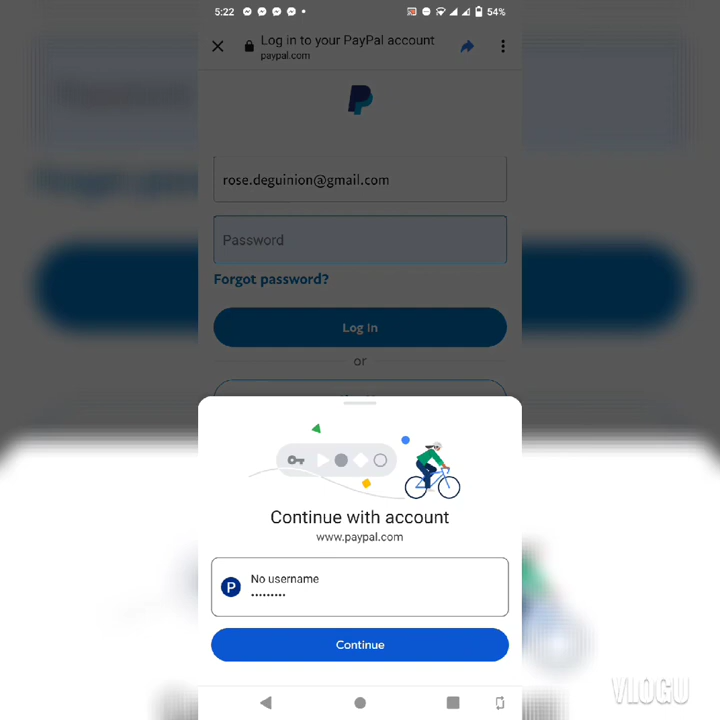 5:22
54%
Log in to your PayPal account
paypal.com
rose.deguinion@gmail.com
Password
Forgot password?
Log In
or
Continue with account
www.paypal.com
P
No username
•••••••••
Continue
VLOGU